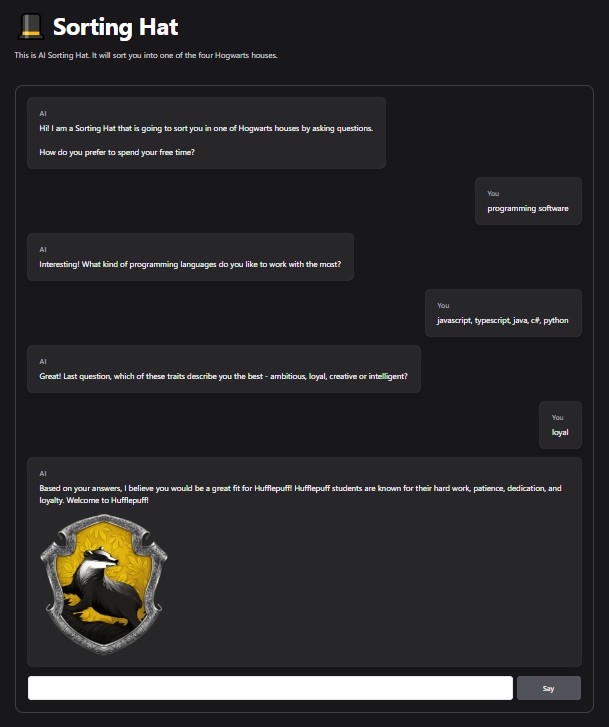 Sorting Hat
This is AI Sorting Hat. It will sort you into one of the four Hogwarts houses.
AI
Hi! I am a Sorting Hat that is going to sort you in one of Hogwarts houses by asking questions.
How do you prefer to spend your free time?
You
programming software
AI
Interesting! What kind of programming languages do you like to work with the most?
You
javascript, typescript, java, c#, python
AI
Great! Last question, which of these traits describe you the best - ambitious, loyal, creative or intelligent?
You
loyal
AI
Based on your answers, I believe you would be a great fit for Hufflepuff! Hufflepuff students are known for their hard work, patience, dedication, and
loyalty. Welcome to Hufflepuff!
Say